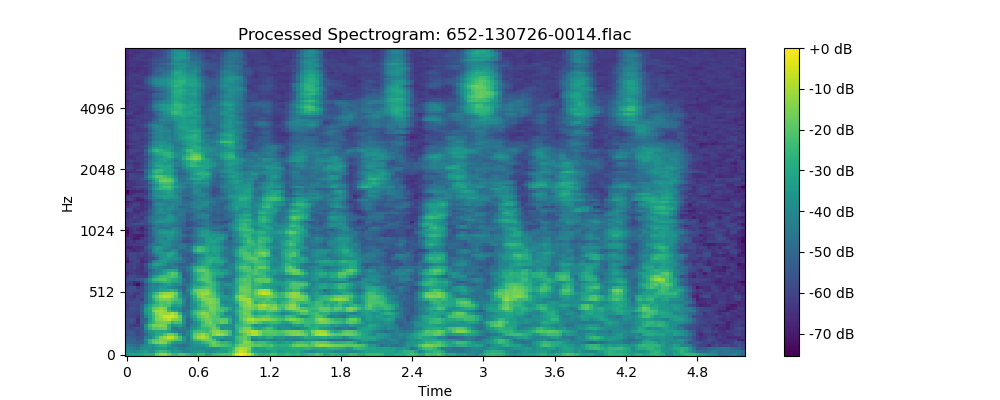 Processed Spectrogram: 652-130726-0014.flac
+0 dB
-10 dB
-20 dB
-30 dB
-40 dB
-50 dB
-60 dB
-70 dB
Hz
4096
2048
1024
512
0
0 0.6 1.2 1.8 2.4 3 3.6 4.2 4.8
Time